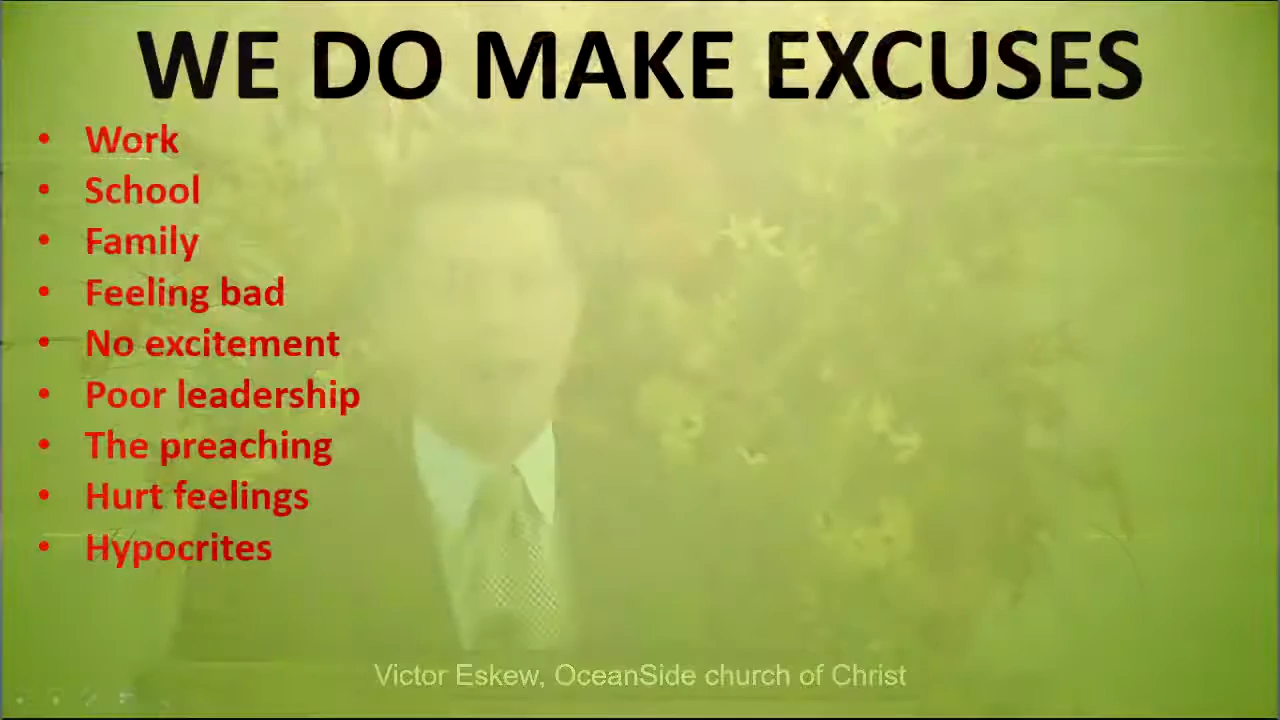 WE DO MAKE EXCUSES
• Work
• School
• Family
• Feeling bad
• No excitement
• Poor leadership
• The preaching
• Hurt feelings
• Hypocrites
Victor Eskew, OceanSide church of Christ